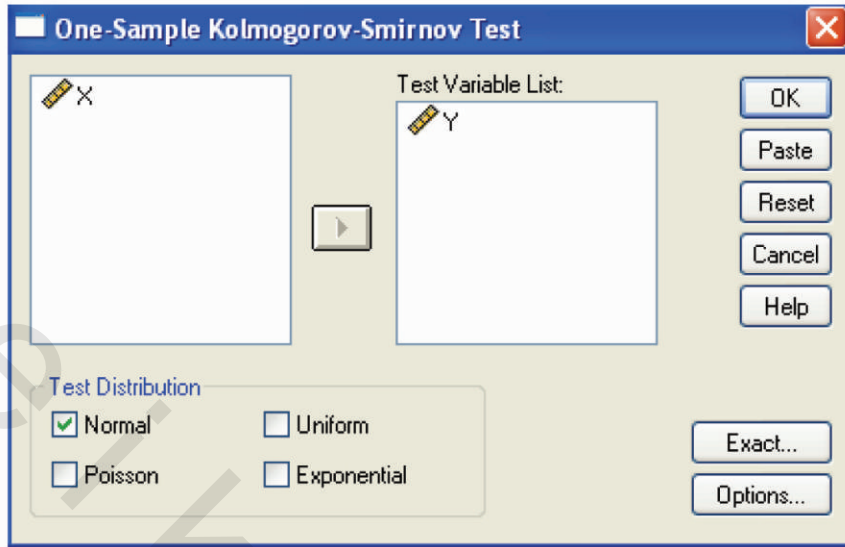 One-Sample Kolmogorov-Smirnov Test
X
Test Variable List:
Y
OK
Paste
Reset
Cancel
Help
Test Distribution
Normal
Uniform
Poisson
Exponential
Exact...
Options...